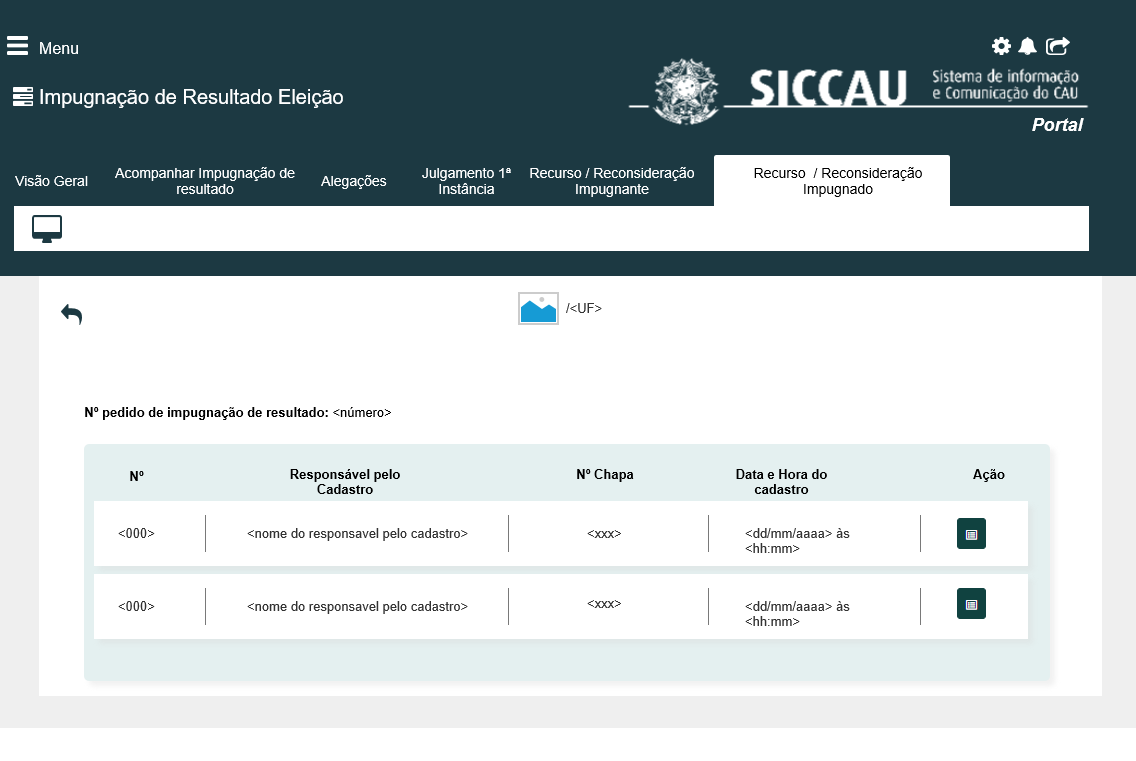 Menu
Impugnação de Resultado Eleição
SICCAU
Sistema de informação
e Comunicação do CAU
Portal
Visão Geral
Acompanhar Impugnação de
resultado
Alegações
Julgamento 1ª
Instância
Recurso / Reconsideração
Impugnante
Recurso / Reconsideração
Impugnado
/<UF>
Nº pedido de impugnação de resultado: <número>
Nº
Responsável pelo
Cadastro
Nº Chapa
Data e Hora do
cadastro
Ação
<000>
<nome do responsavel pelo cadastro>
<xxx>
<dd/mm/aaaa> às
<hh:mm>
<000>
<nome do responsavel pelo cadastro>
<xxx>
<dd/mm/aaaa> às
<hh:mm>